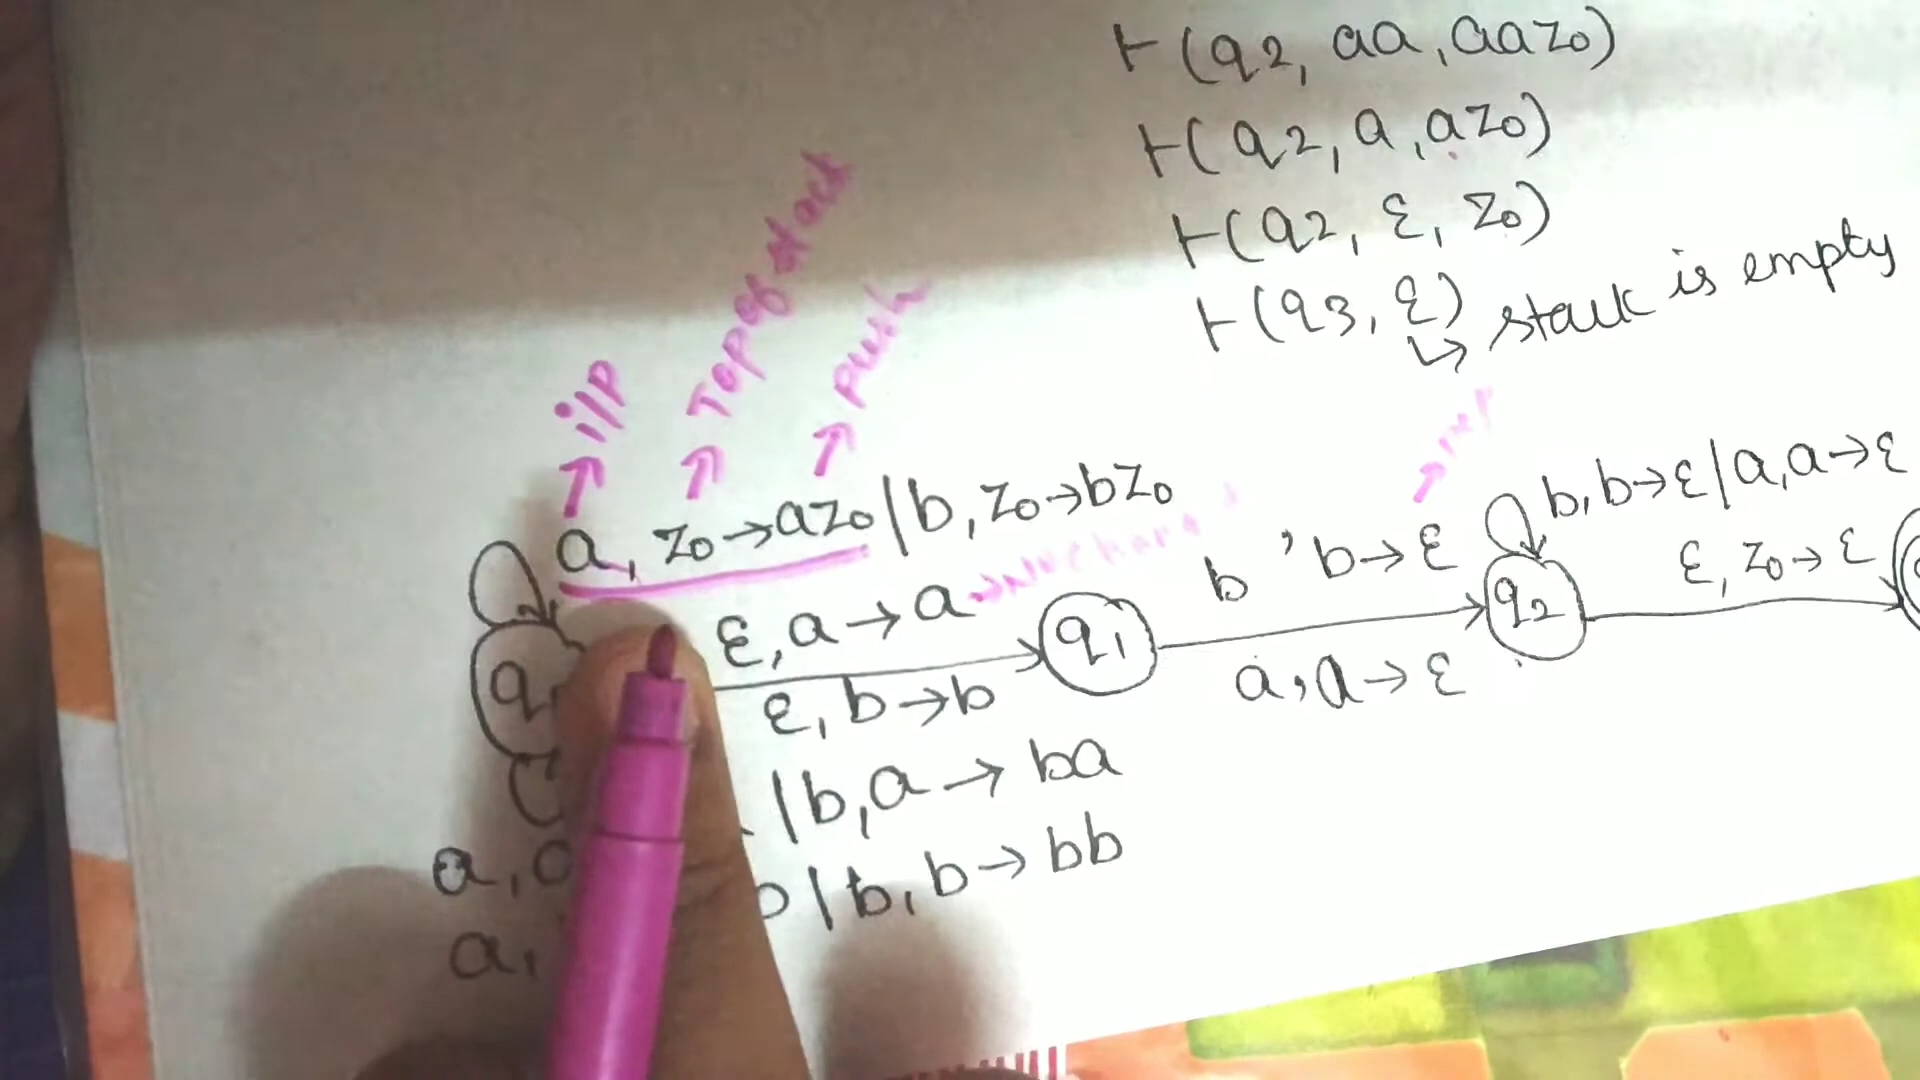 ⊢(q2, aa, aaz0)
⊢(q2, a, az0)
⊢(q2, ε, z0)
⊢(q3, ε)
↳ stack is empty
i/p
Top of stack
push
a, z0→az0 | b, z0→bz0
ε, a→a
ε, b→b
q1
b, b→ε
a, a→ε
q2
b, b→ε | a, a→ε
ε, z0→ε
q
| b, a→ba
a,
| b, b→bb
a,